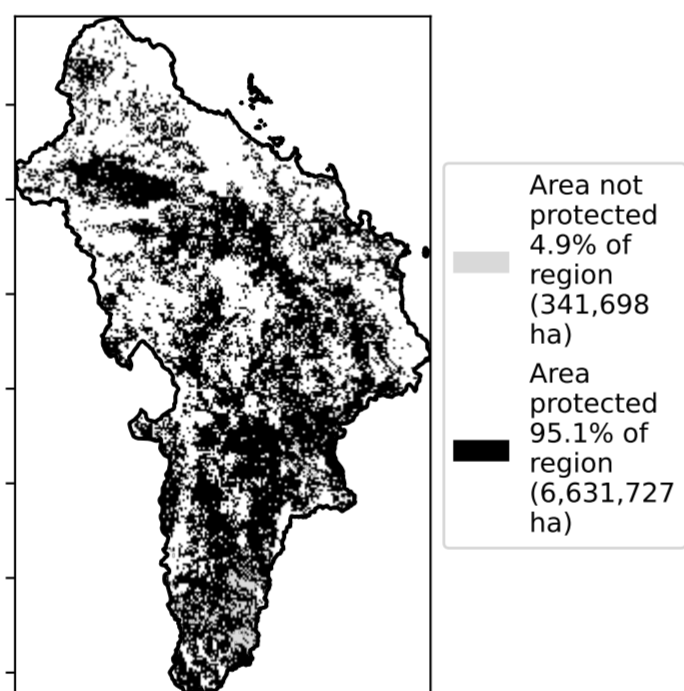 Area not
protected
4.9% of
region
(341,698
ha)
Area
protected
95.1% of
region
(6,631,727
ha)